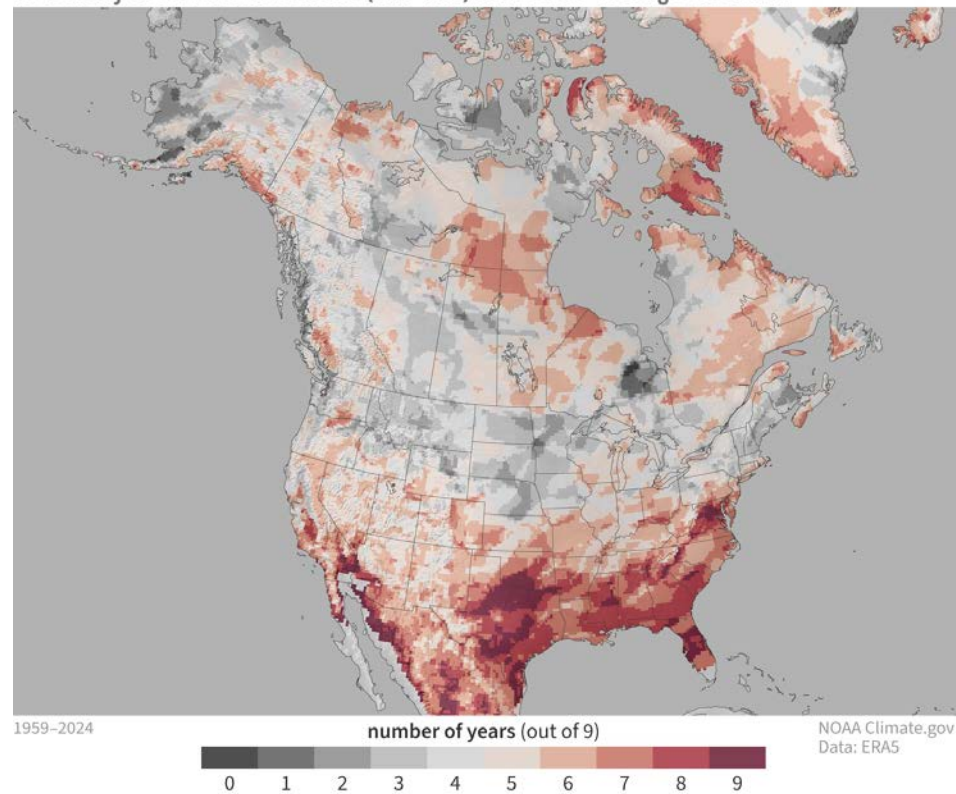 1959–2024
number of years (out of 9)
NOAA Climate.gov
Data: ERA5
0 1 2 3 4 5 6 7 8 9